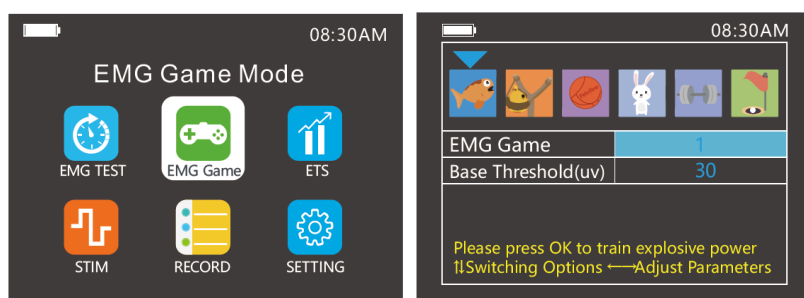 08:30AM
EMG Game Mode
EMG TEST
EMG Game
ETS
STIM
RECORD
SETTING
08:30AM
EMG Game
1
Base Threshold(uv)
30
Please press OK to train explosive power
⇅Switching Options ←→Adjust Parameters